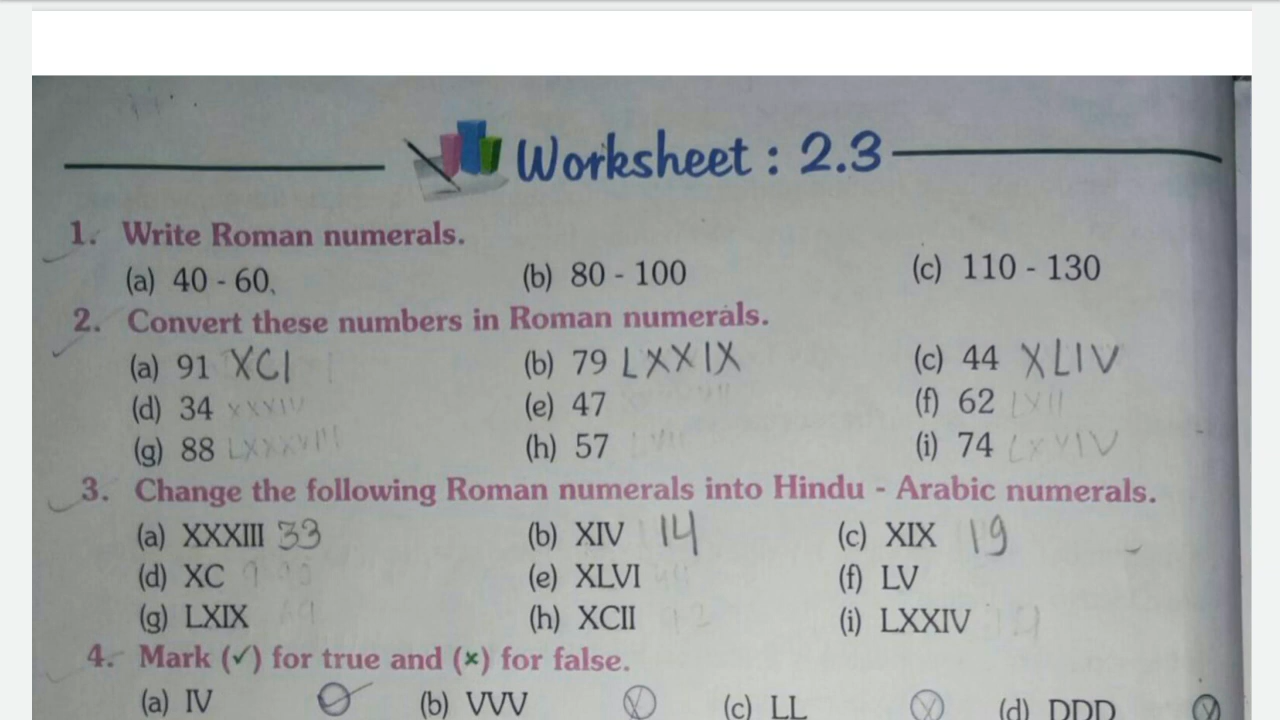 Worksheet : 2.3
1. Write Roman numerals.
(a) 40 - 60. (b) 80 - 100 (c) 110 - 130
2. Convert these numbers in Roman numerals.
(a) 91 XCI (b) 79 LXXIX (c) 44 XLIV
(d) 34 XXXIV (e) 47 (f) 62 LXII
(g) 88 LXXXVIII (h) 57 (i) 74
3. Change the following Roman numerals into Hindu - Arabic numerals.
(a) XXXIII 33 (b) XIV 14 (c) XIX 19
(d) XC (e) XLVI (f) LV
(g) LXIX (h) XCII (i) LXXIV
4. Mark (✓) for true and (×) for false.
(a) IV (b) VVV (c) LL (d) DDD